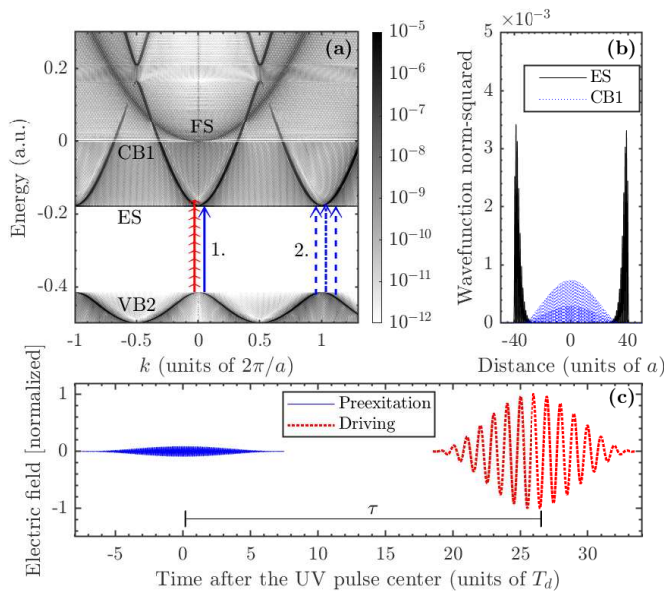 (a)
Energy (a.u.)
0.2
0
-0.2
-0.4
FS
CB1
ES
1.
2.
VB2
-1
-0.5
0
0.5
1
k (units of 2π/a)
10⁻⁵
10⁻⁶
10⁻⁷
10⁻⁸
10⁻⁹
10⁻¹⁰
10⁻¹¹
10⁻¹²
×10⁻³
(b)
Wavefunction norm-squared
5
4
3
2
1
0
ES
CB1
-40
0
40
Distance (units of a)
(c)
Electric field [normalized]
1
0
-1
Preexitation
Driving
τ
-5
0
5
10
15
20
25
30
Time after the UV pulse center (units of T_d)